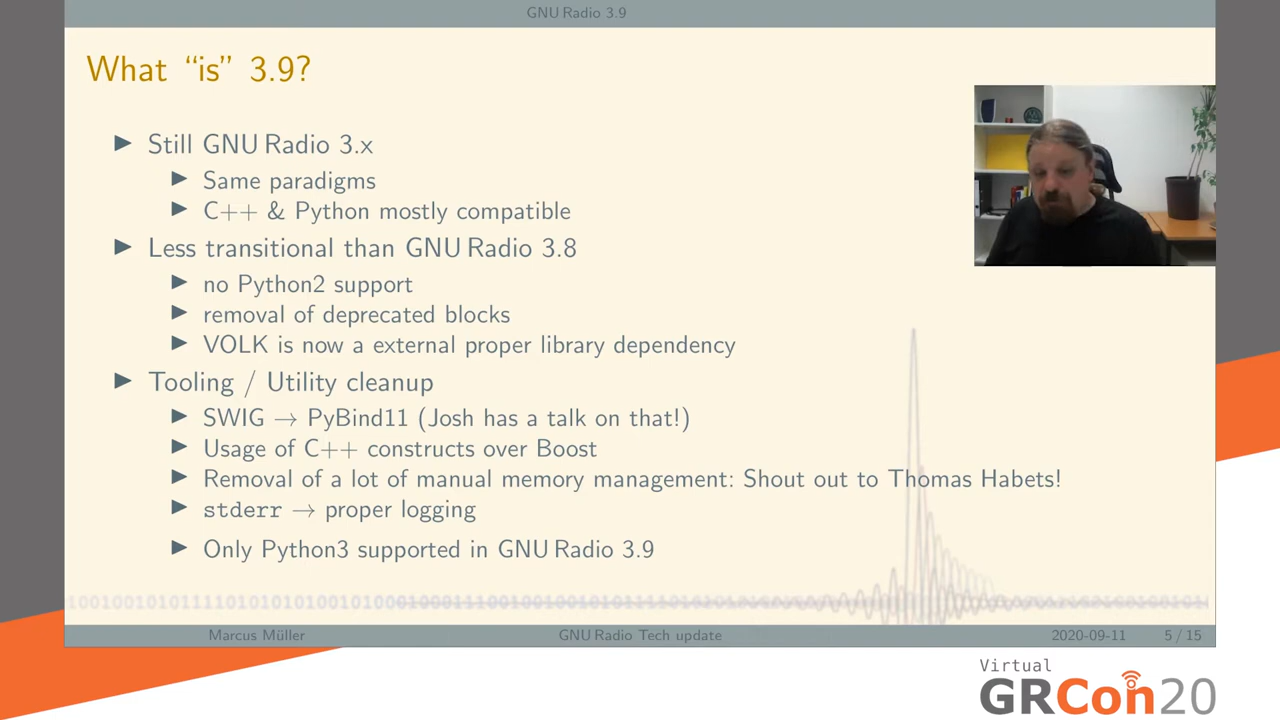 GNU Radio 3.9
What “is” 3.9?
Still GNU Radio 3.x
Same paradigms
C++ & Python mostly compatible
Less transitional than GNU Radio 3.8
no Python2 support
removal of deprecated blocks
VOLK is now a external proper library dependency
Tooling / Utility cleanup
SWIG → PyBind11 (Josh has a talk on that!)
Usage of C++ constructs over Boost
Removal of a lot of manual memory management: Shout out to Thomas Habets!
stderr → proper logging
Only Python3 supported in GNU Radio 3.9
Marcus Müller GNU Radio Tech update 2020-09-11 5 / 15
Virtual
GRCon20